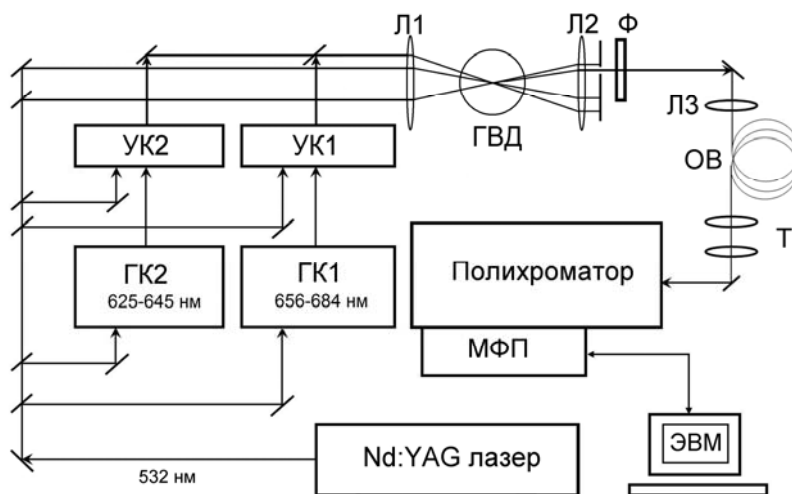 Л1
Л2
Ф
ГВД
Л3
ОВ
УК2
УК1
Т
ГК2
625-645 нм
ГК1
656-684 нм
Полихроматор
МФП
Nd:YAG лазер
ЭВМ
532 нм